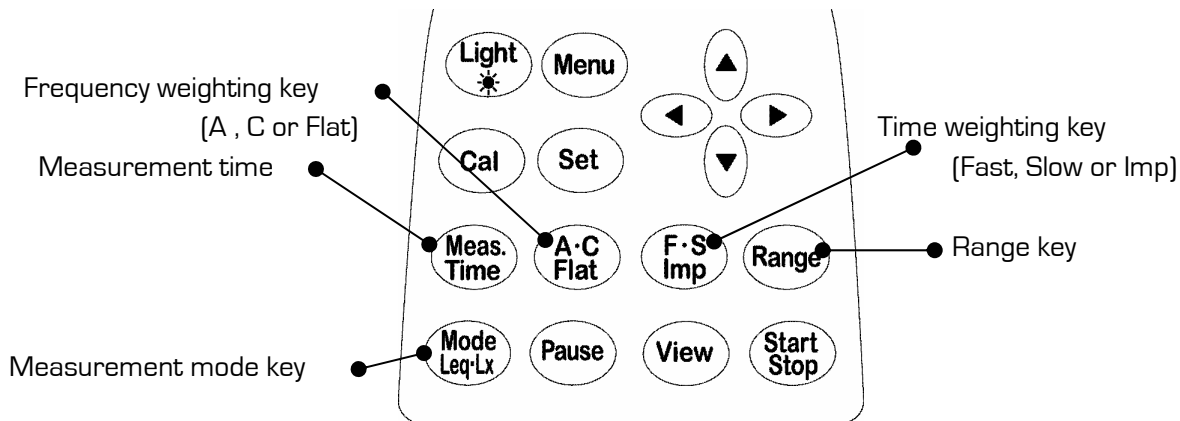 Light
Menu
Frequency weighting key
(A , C or Flat)
Time weighting key
(Fast, Slow or Imp)
Cal
Set
Measurement time
Meas.
Time
A·C
Flat
F·S
Imp
Range
Range key
Mode
Leq·Lx
Pause
View
Start
Stop
Measurement mode key